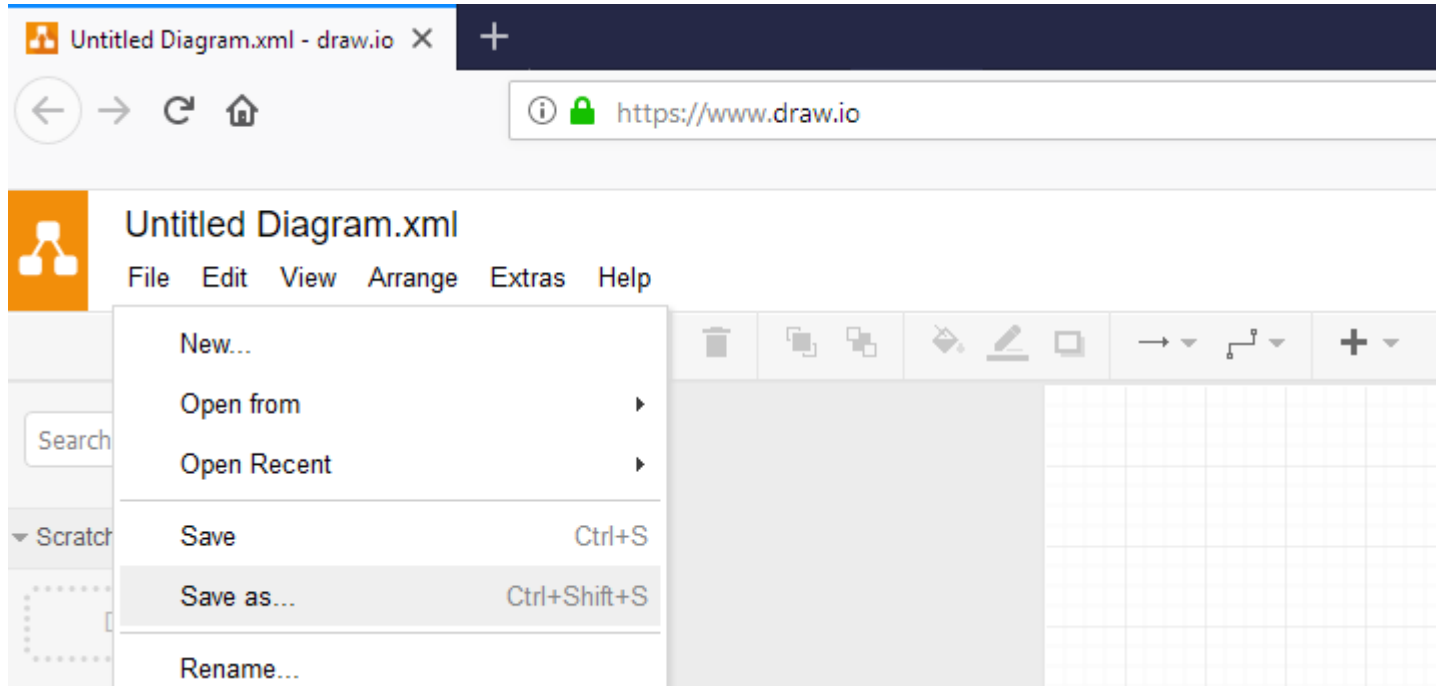 Untitled Diagram.xml - draw.io
https://www.draw.io
Untitled Diagram.xml
File Edit View Arrange Extras Help
New...
Open from
Search
Open Recent
Save Ctrl+S
Save as... Ctrl+Shift+S
Rename...